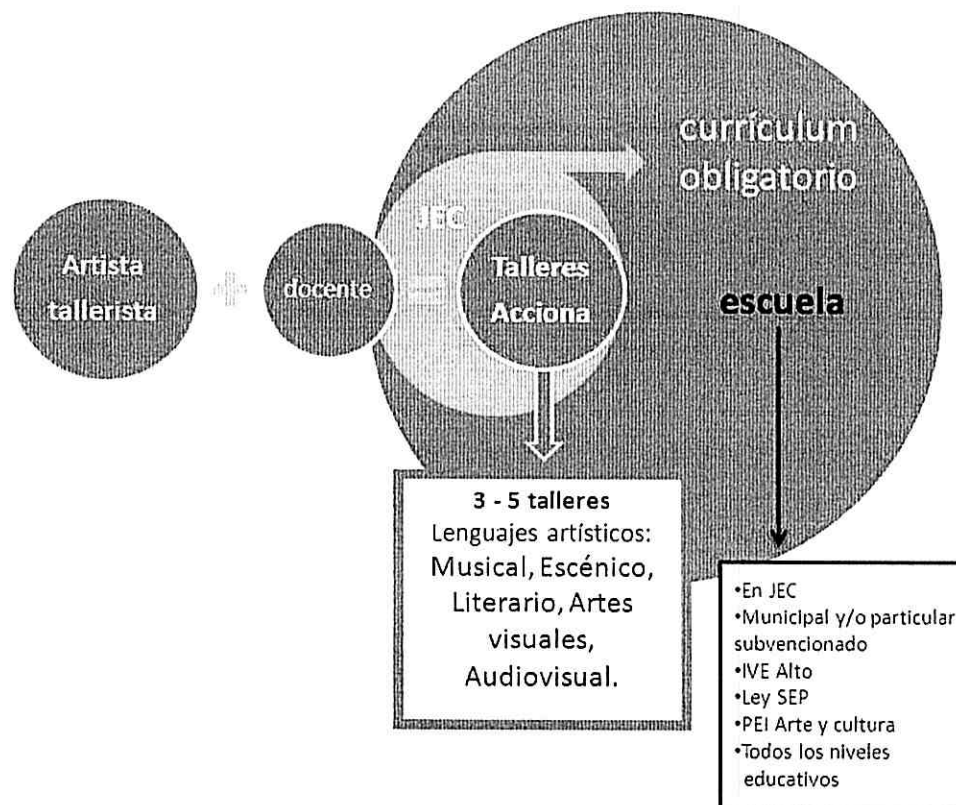 currículum
obligatorio
JEC
Artista
tallerista
+
docente
=
Talleres
Acciona
escuela
3 - 5 talleres
Lenguajes artísticos:
Musical, Escénico,
Literario, Artes
visuales,
Audiovisual.
•En JEC
•Municipal y/o particular
subvencionado
•IVE Alto
•Ley SEP
•PEI Arte y cultura
•Todos los niveles
educativos